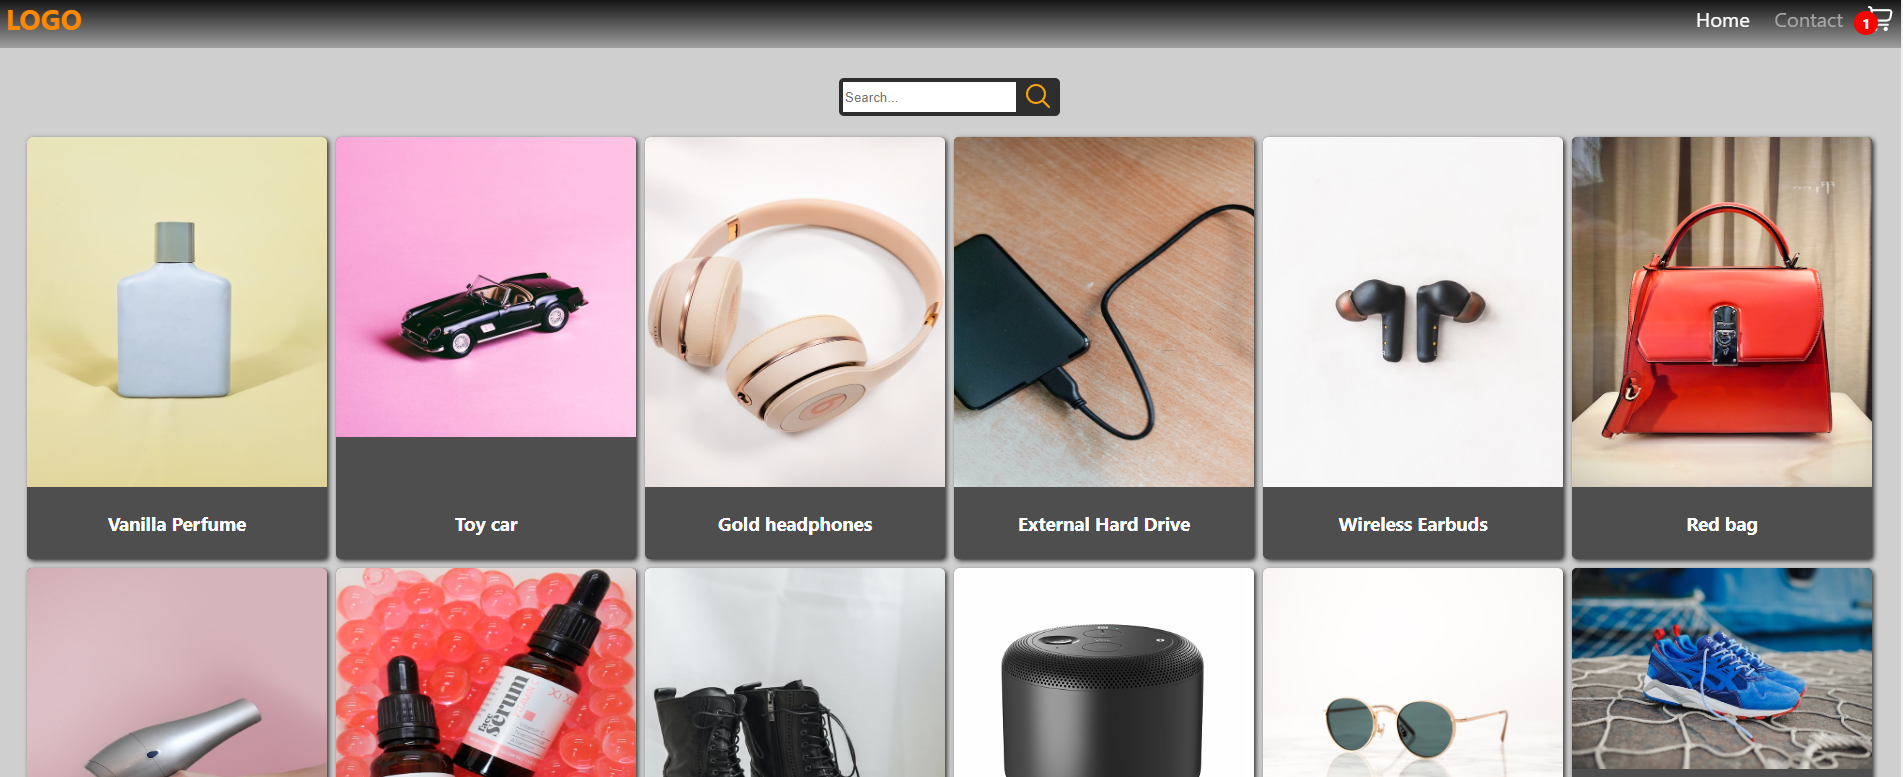 LOGO
Home
Contact
1
Search...
Vanilla Perfume
Toy car
Gold headphones
External Hard Drive
Wireless Earbuds
Red bag
face
serum